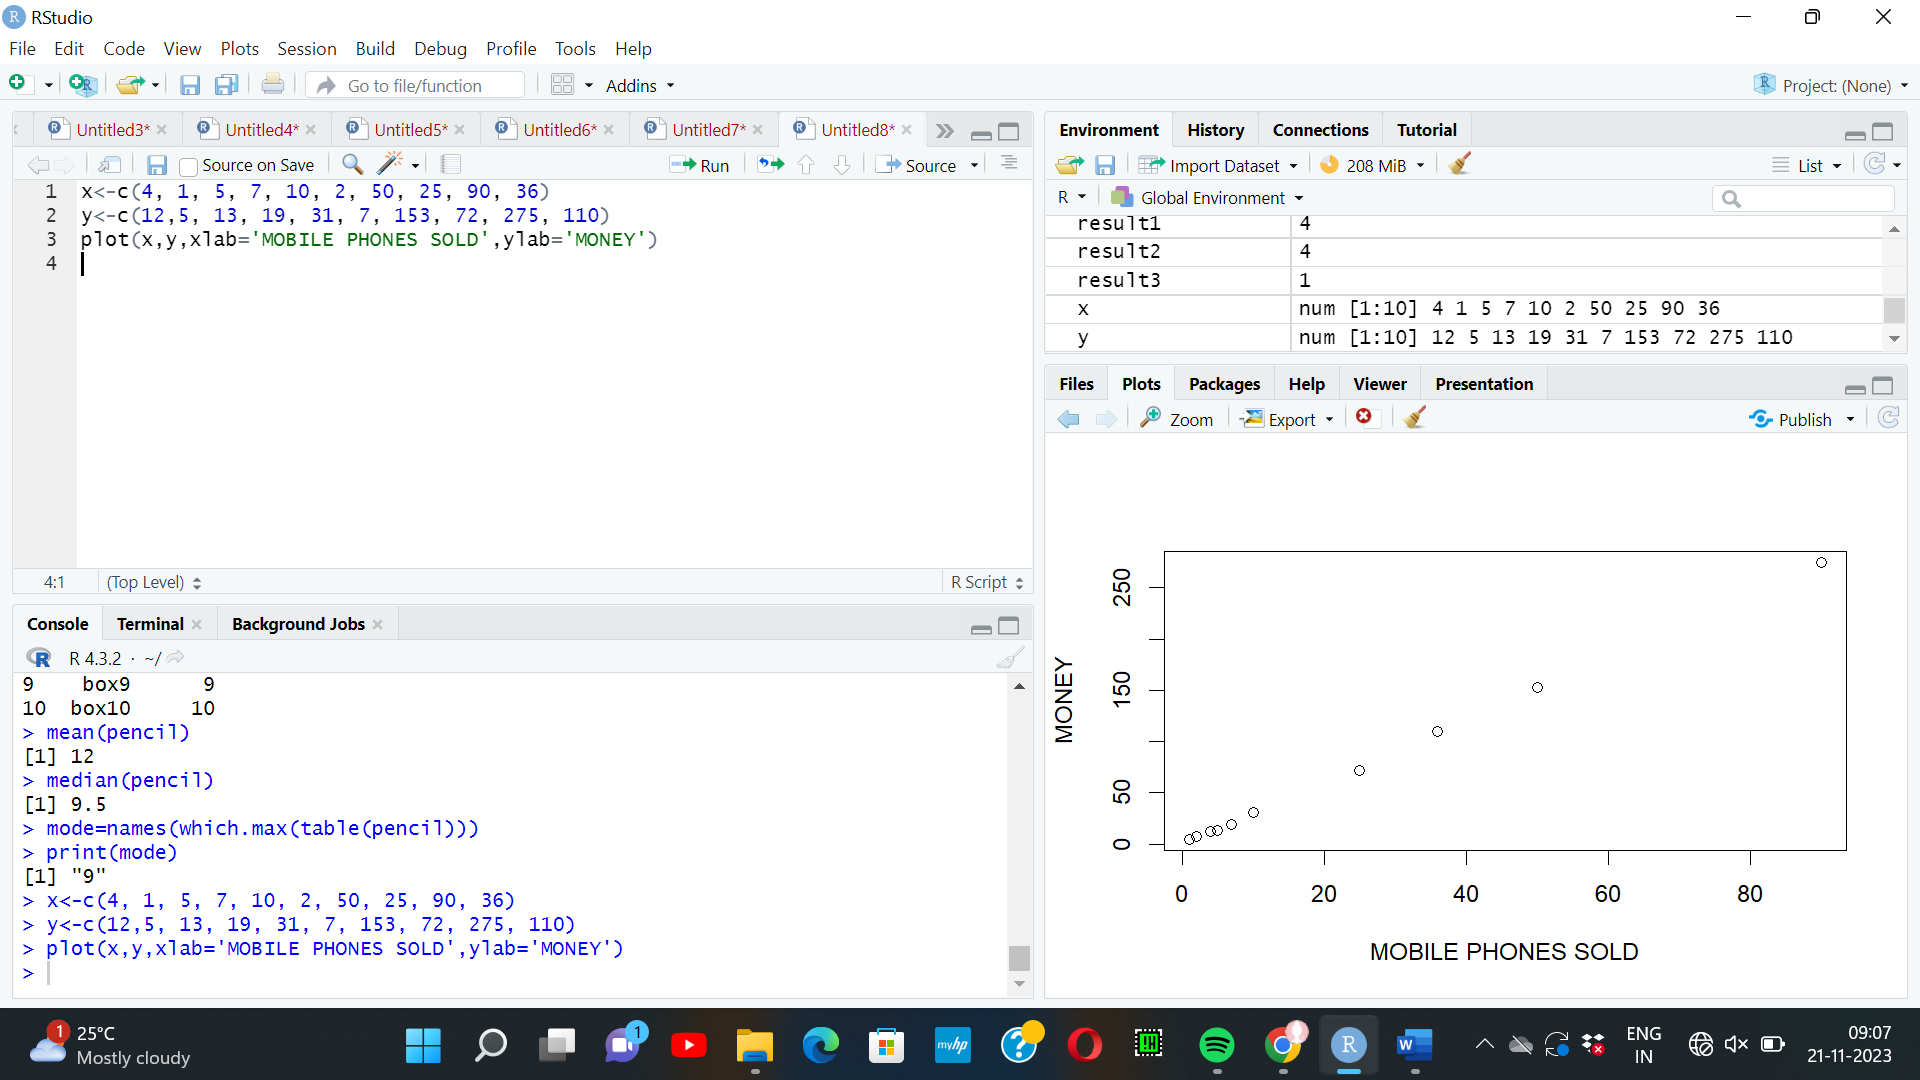 RStudio
File Edit Code View Plots Session Build Debug Profile Tools Help
Go to file/function Addins Project: (None)
Untitled3* Untitled4* Untitled5* Untitled6* Untitled7* Untitled8*
Source on Save Run Source
1 x<-c(4, 1, 5, 7, 10, 2, 50, 25, 90, 36)
2 y<-c(12,5, 13, 19, 31, 7, 153, 72, 275, 110)
3 plot(x,y,xlab='MOBILE PHONES SOLD',ylab='MONEY')
4
4:1 (Top Level) R Script
Console Terminal Background Jobs
R 4.3.2 · ~/
9 box9 9
10 box10 10
> mean(pencil)
[1] 12
> median(pencil)
[1] 9.5
> mode=names(which.max(table(pencil)))
> print(mode)
[1] "9"
> x<-c(4, 1, 5, 7, 10, 2, 50, 25, 90, 36)
> y<-c(12,5, 13, 19, 31, 7, 153, 72, 275, 110)
> plot(x,y,xlab='MOBILE PHONES SOLD',ylab='MONEY')
>
Environment History Connections Tutorial
Import Dataset 208 MiB List
R Global Environment
result1 4
result2 4
result3 1
x num [1:10] 4 1 5 7 10 2 50 25 90 36
y num [1:10] 12 5 13 19 31 7 153 72 275 110
Files Plots Packages Help Viewer Presentation
Zoom Export Publish
MONEY
250
150
50
0
0 20 40 60 80
MOBILE PHONES SOLD
1 25°C
Mostly cloudy
1
myhp
ENG
IN
09:07
21-11-2023